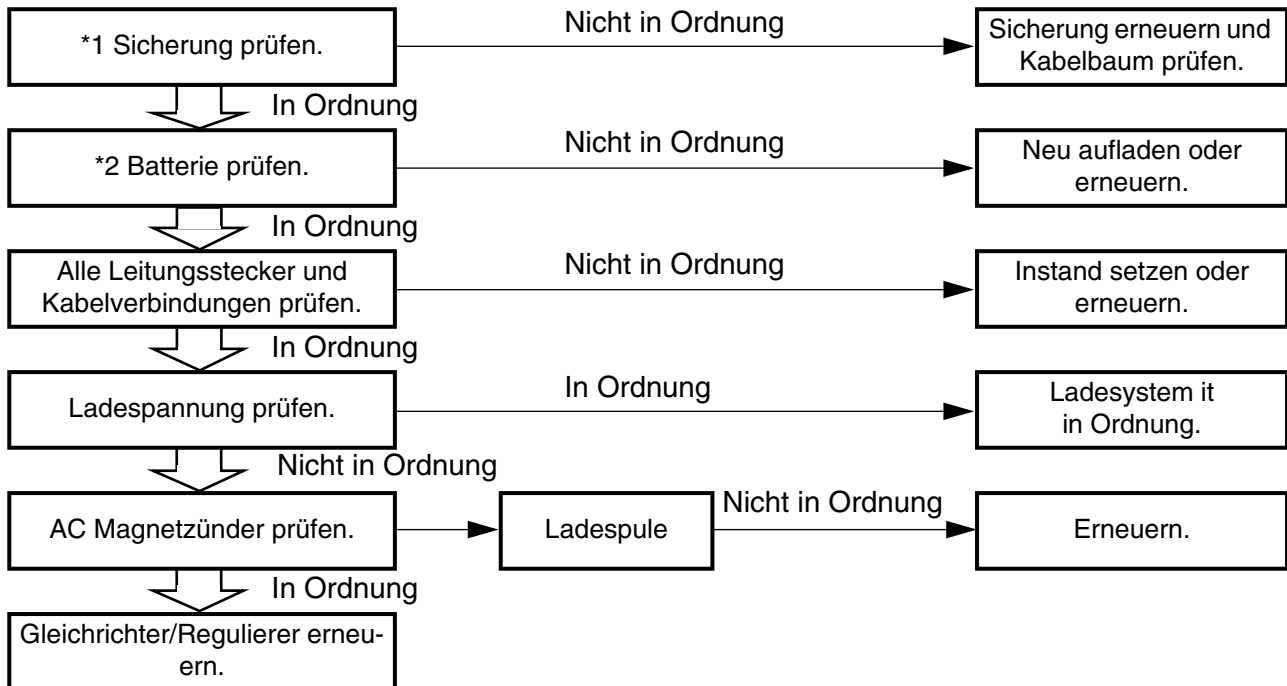 *1 Sicherung prüfen.
Nicht in Ordnung
Sicherung erneuern und
Kabelbaum prüfen.
In Ordnung
*2 Batterie prüfen.
Nicht in Ordnung
Neu aufladen oder
erneuern.
In Ordnung
Alle Leitungsstecker und
Kabelverbindungen prüfen.
Nicht in Ordnung
Instand setzen oder
erneuern.
In Ordnung
Ladespannung prüfen.
In Ordnung
Ladesystem it
in Ordnung.
Nicht in Ordnung
AC Magnetzünder prüfen.
Ladespule
Nicht in Ordnung
Erneuern.
In Ordnung
Gleichrichter/Regulierer erneu-
ern.